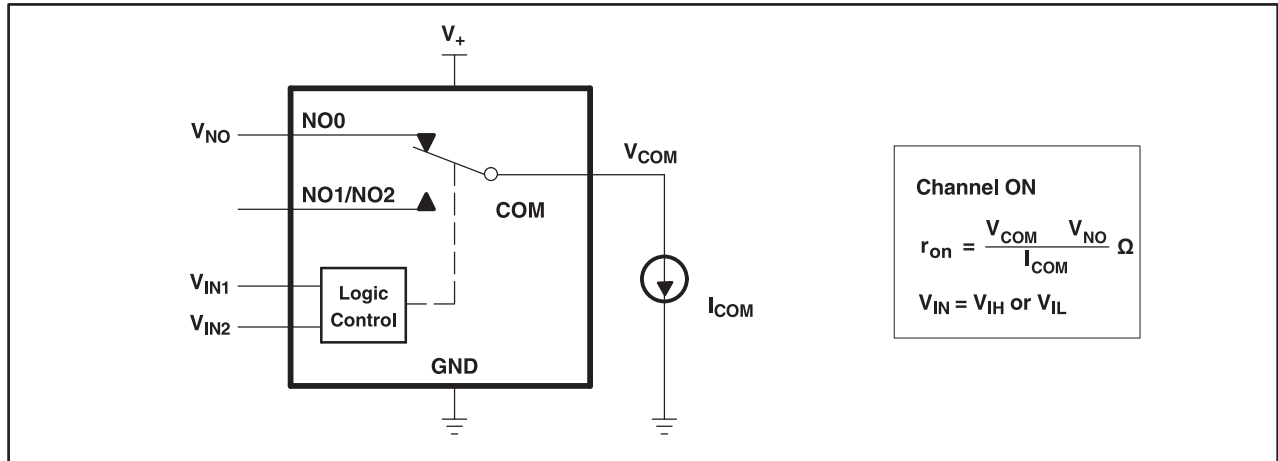 V+
NO0
VNO
VCOM
NO1/NO2
COM
VIN1
VIN2
Logic
Control
ICOM
GND
Channel ON
ron = VCOM VNO / ICOM Ω
VIN = VIH or VIL